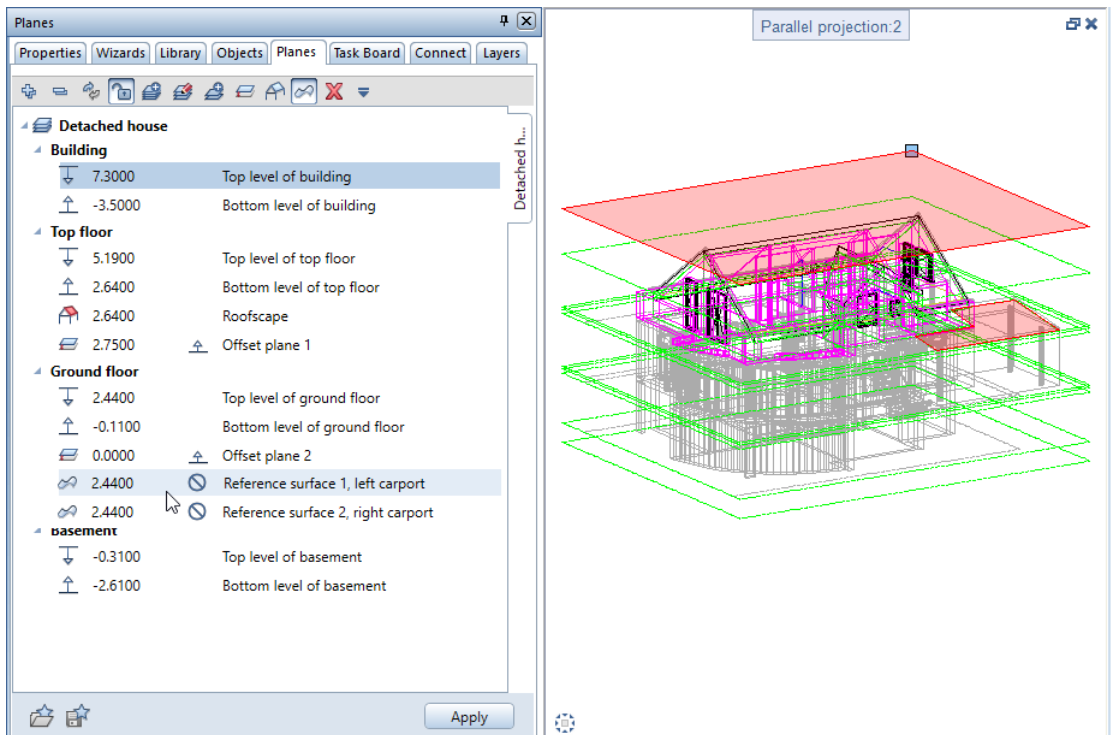 Planes
Properties Wizards Library Objects Planes Task Board Connect Layers
Detached house
Detached h...
Building
7.3000 Top level of building
-3.5000 Bottom level of building
Top floor
5.1900 Top level of top floor
2.6400 Bottom level of top floor
2.6400 Roofscape
2.7500 Offset plane 1
Ground floor
2.4400 Top level of ground floor
-0.1100 Bottom level of ground floor
0.0000 Offset plane 2
2.4400 Reference surface 1, left carport
2.4400 Reference surface 2, right carport
Basement
-0.3100 Top level of basement
-2.6100 Bottom level of basement
Apply
Parallel projection:2